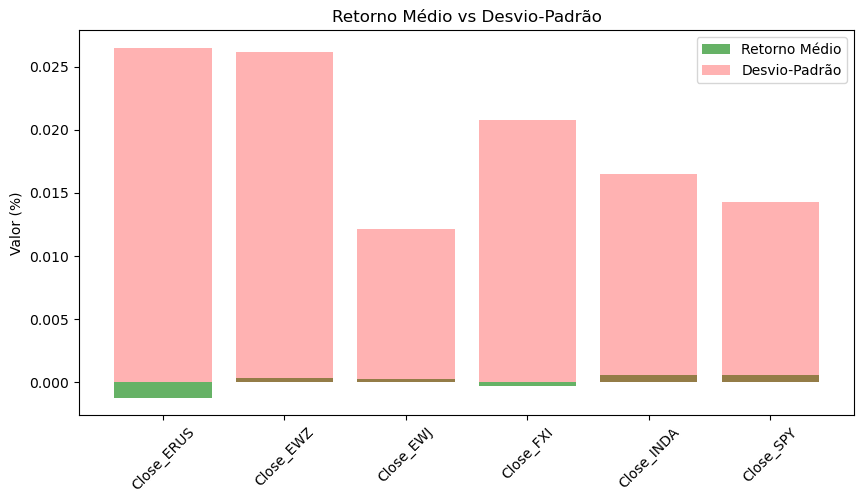 Retorno Médio vs Desvio-Padrão
Retorno Médio
Desvio-Padrão
Valor (%)
0.025
0.020
0.015
0.010
0.005
0.000
Close_ERUS
Close_EWZ
Close_EWJ
Close_FXI
Close_INDA
Close_SPY